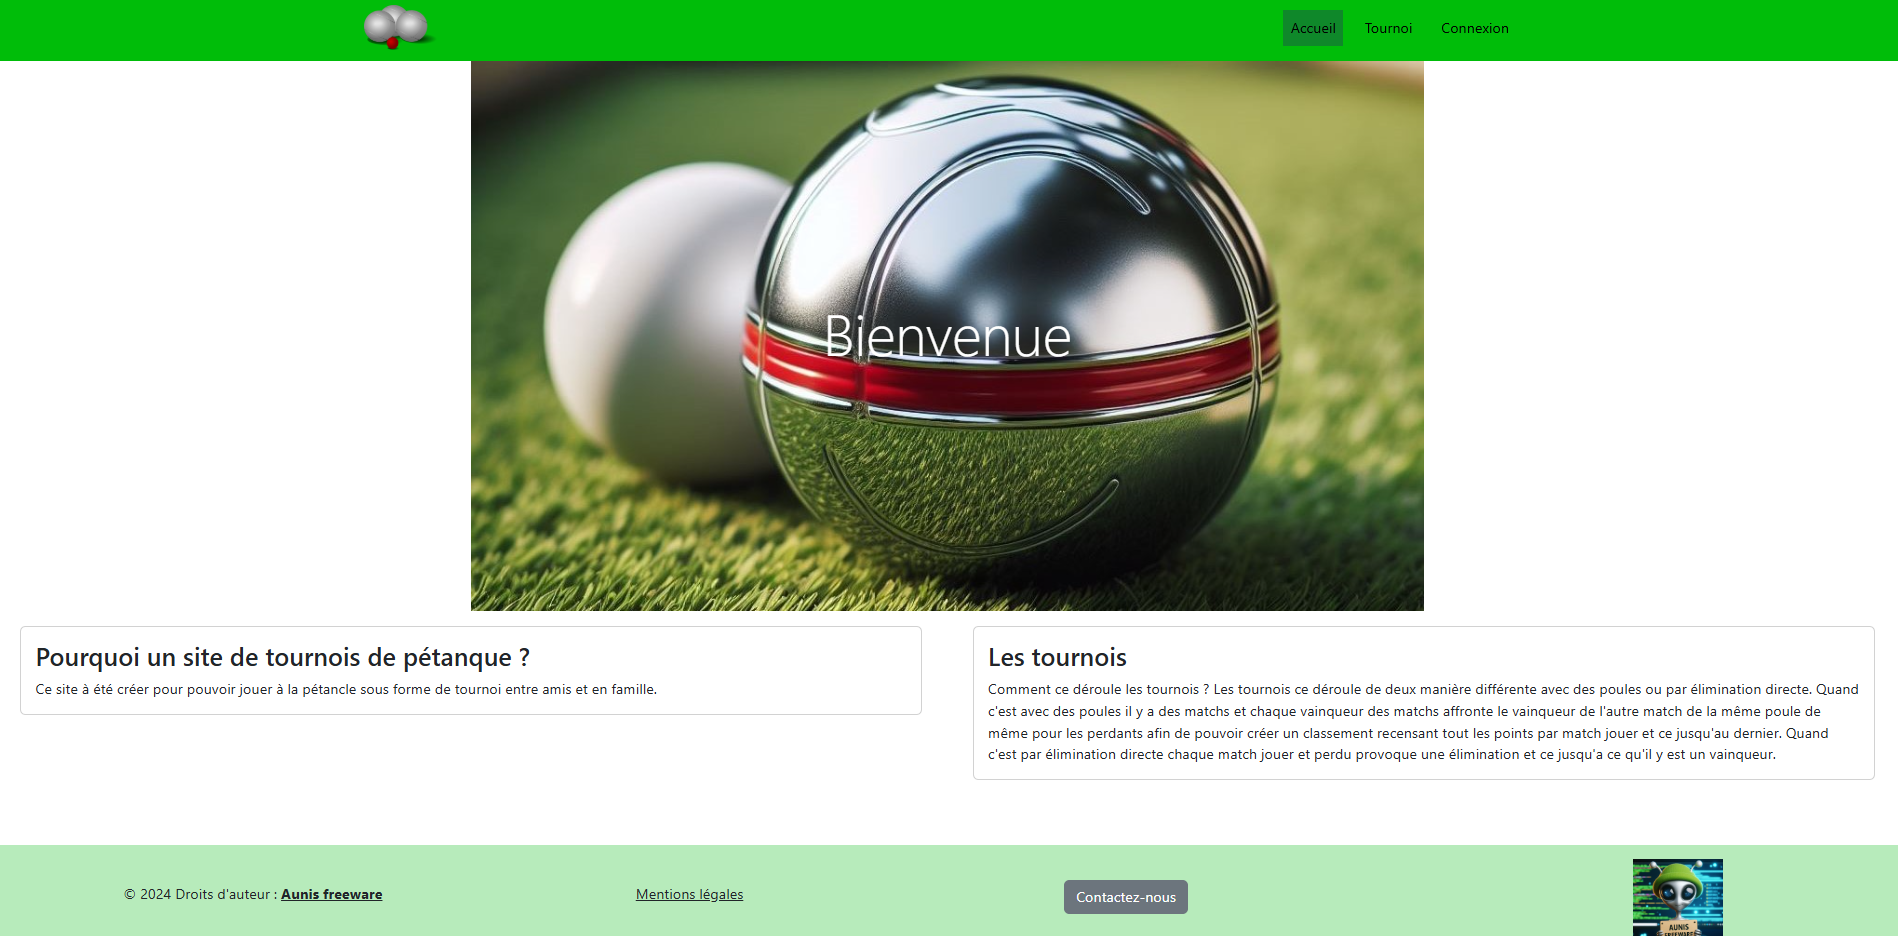 Accueil Tournoi Connexion
Bienvenue
Pourquoi un site de tournois de pétanque ?
Ce site à été créer pour pouvoir jouer à la pétancle sous forme de tournoi entre amis et en famille.
Les tournois
Comment ce déroule les tournois ? Les tournois ce déroule de deux manière différente avec des poules ou par élimination directe. Quand
c'est avec des poules il y a des matchs et chaque vainqueur des matchs affronte le vainqueur de l'autre match de la même poule de
même pour les perdants afin de pouvoir créer un classement recensant tout les points par match jouer et ce jusqu'au dernier. Quand
c'est par élimination directe chaque match jouer et perdu provoque une élimination et ce jusqu'a ce qu'il y est un vainqueur.
© 2024 Droits d'auteur : Aunis freeware
Mentions légales
Contactez-nous
AUNIS
FREEWARE